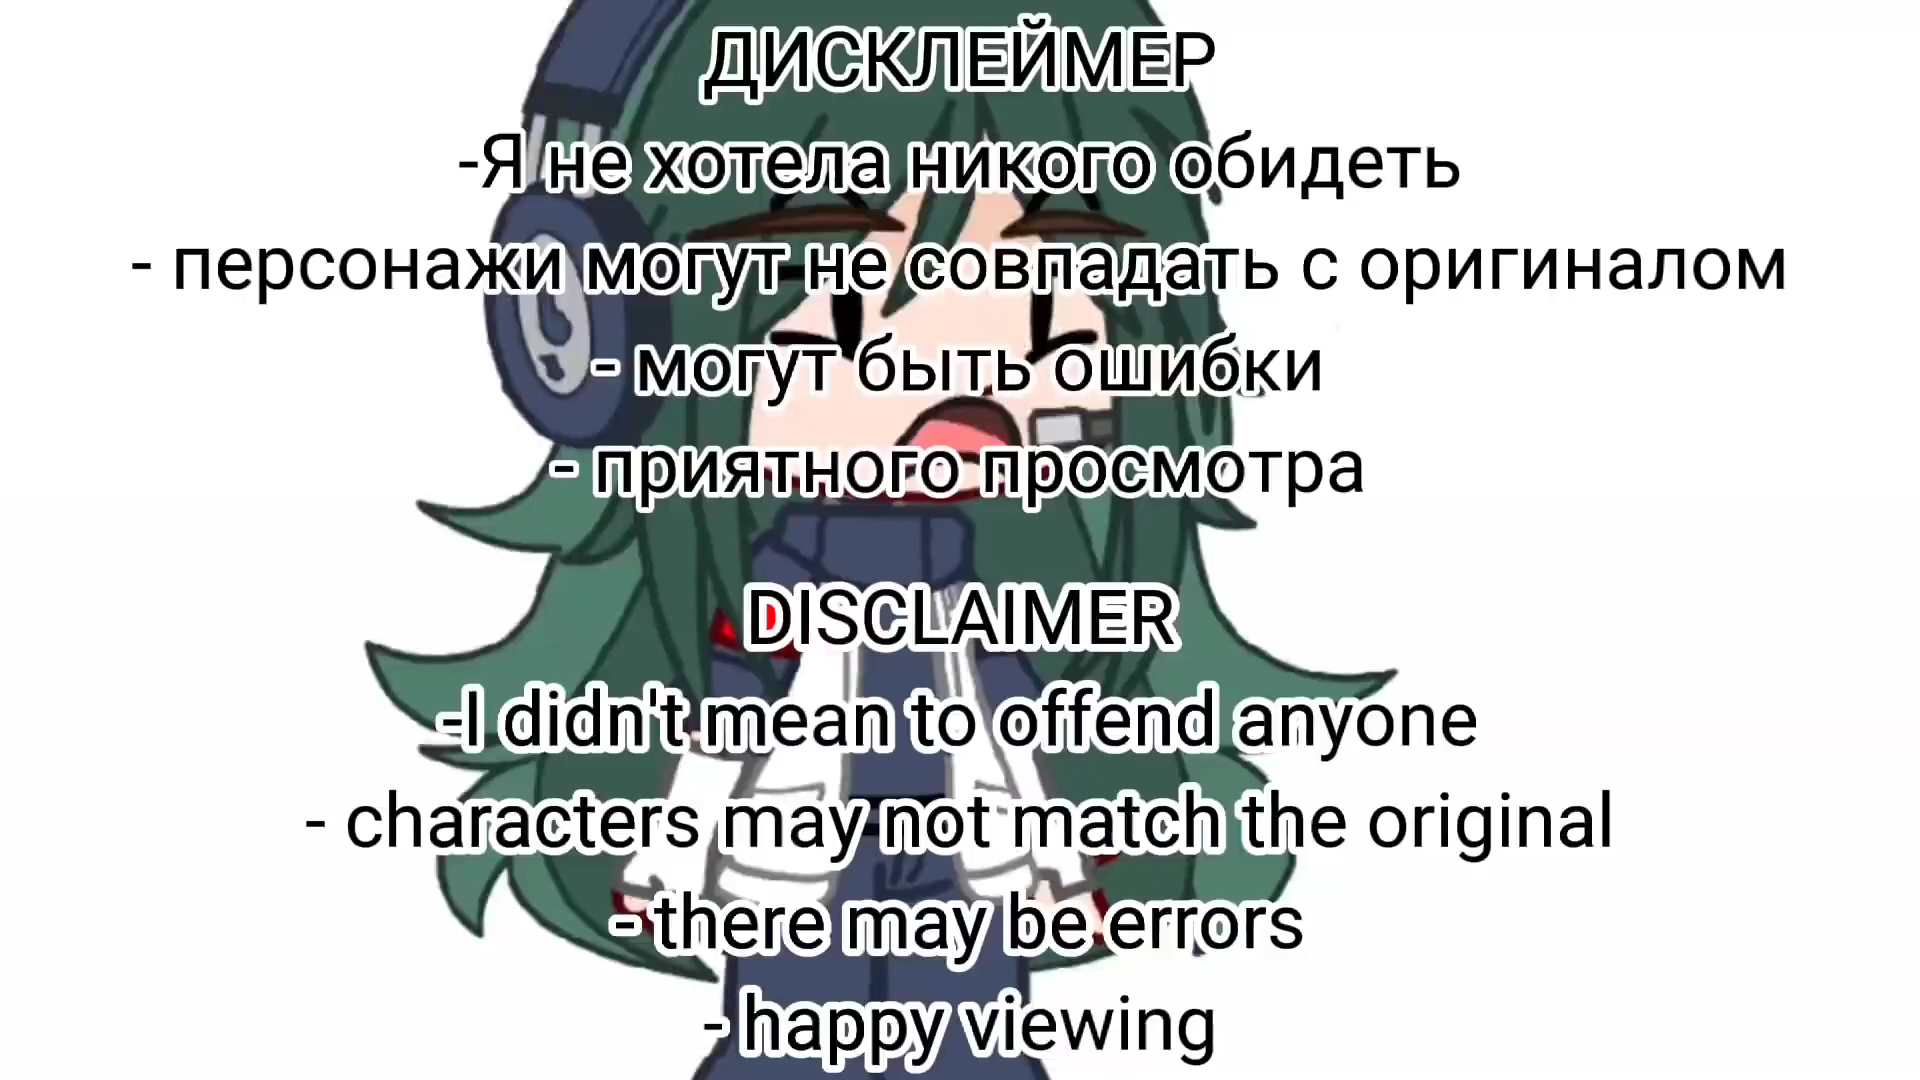 ДИСКЛЕЙМЕР
-Я не хотела никого обидеть
- персонажи могут не совпадать с оригиналом
- могут быть ошибки
- приятного просмотра
DISCLAIMER
-I didn't mean to offend anyone
- characters may not match the original
- there may be errors
- happy viewing